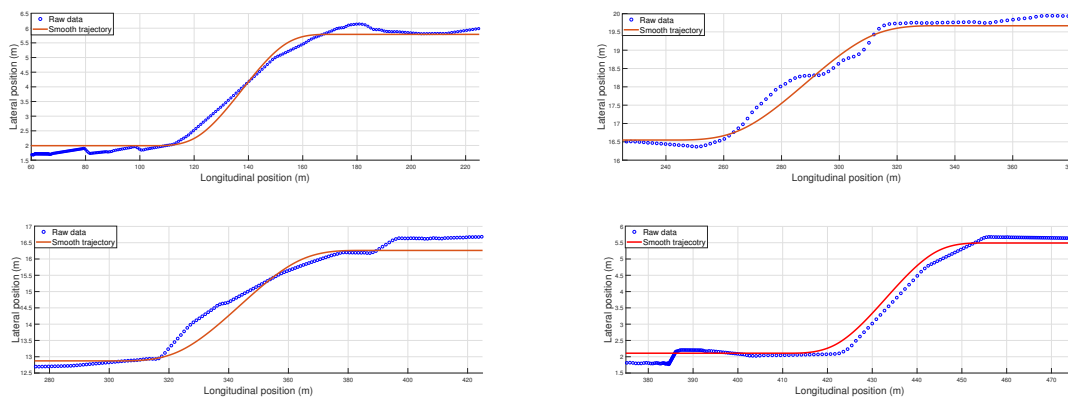 6.5
6
5.5
5
4.5
4
3.5
3
2.5
2
1.5
Lateral position (m)
Raw data
Smooth trajectory
60 80 100 120 140 160 180 200 220
Longitudinal position (m)
20
19.5
19
18.5
18
17.5
17
16.5
16
Lateral position (m)
Raw data
Smooth trajectory
240 260 280 300 320 340 360
Longitudinal position (m)
17
16.5
15.5
14.5
14
13
12.5
Lateral position (m)
Raw data
Smooth trajectory
280 300 320 340 360 380 400 420
Longitudinal position (m)
5.5
5
4.5
4
3.5
3
2.5
2
1.5
1
Lateral position (m)
Raw data
Smooth trajecotry
380 390 400 410 420 430 440 450 460 470
Longitudinal position (m)